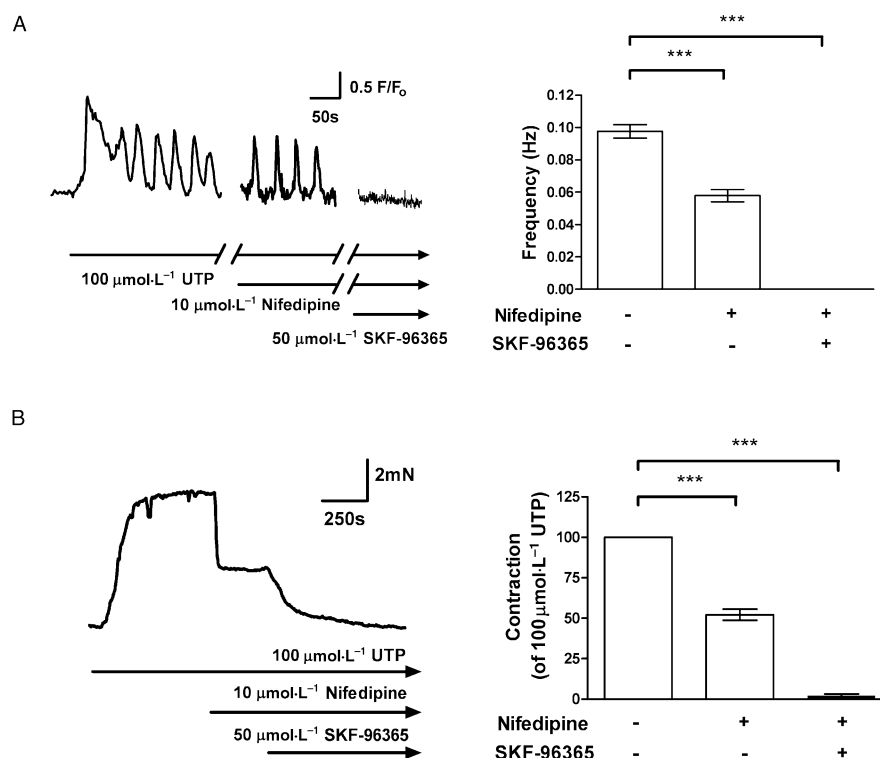 A
0.5 F/F₀
50s
100 µmol·L⁻¹ UTP
10 µmol·L⁻¹ Nifedipine
50 µmol·L⁻¹ SKF-96365
***
***
Frequency (Hz)
0.12
0.10
0.08
0.06
0.04
0.02
0.00
Nifedipine - + +
SKF-96365 - - +
B
2mN
250s
100 µmol·L⁻¹ UTP
10 µmol·L⁻¹ Nifedipine
50 µmol·L⁻¹ SKF-96365
***
***
Contraction
(of 100 µmol·L⁻¹ UTP)
125
100
75
50
25
0
Nifedipine - + +
SKF-96365 - - +